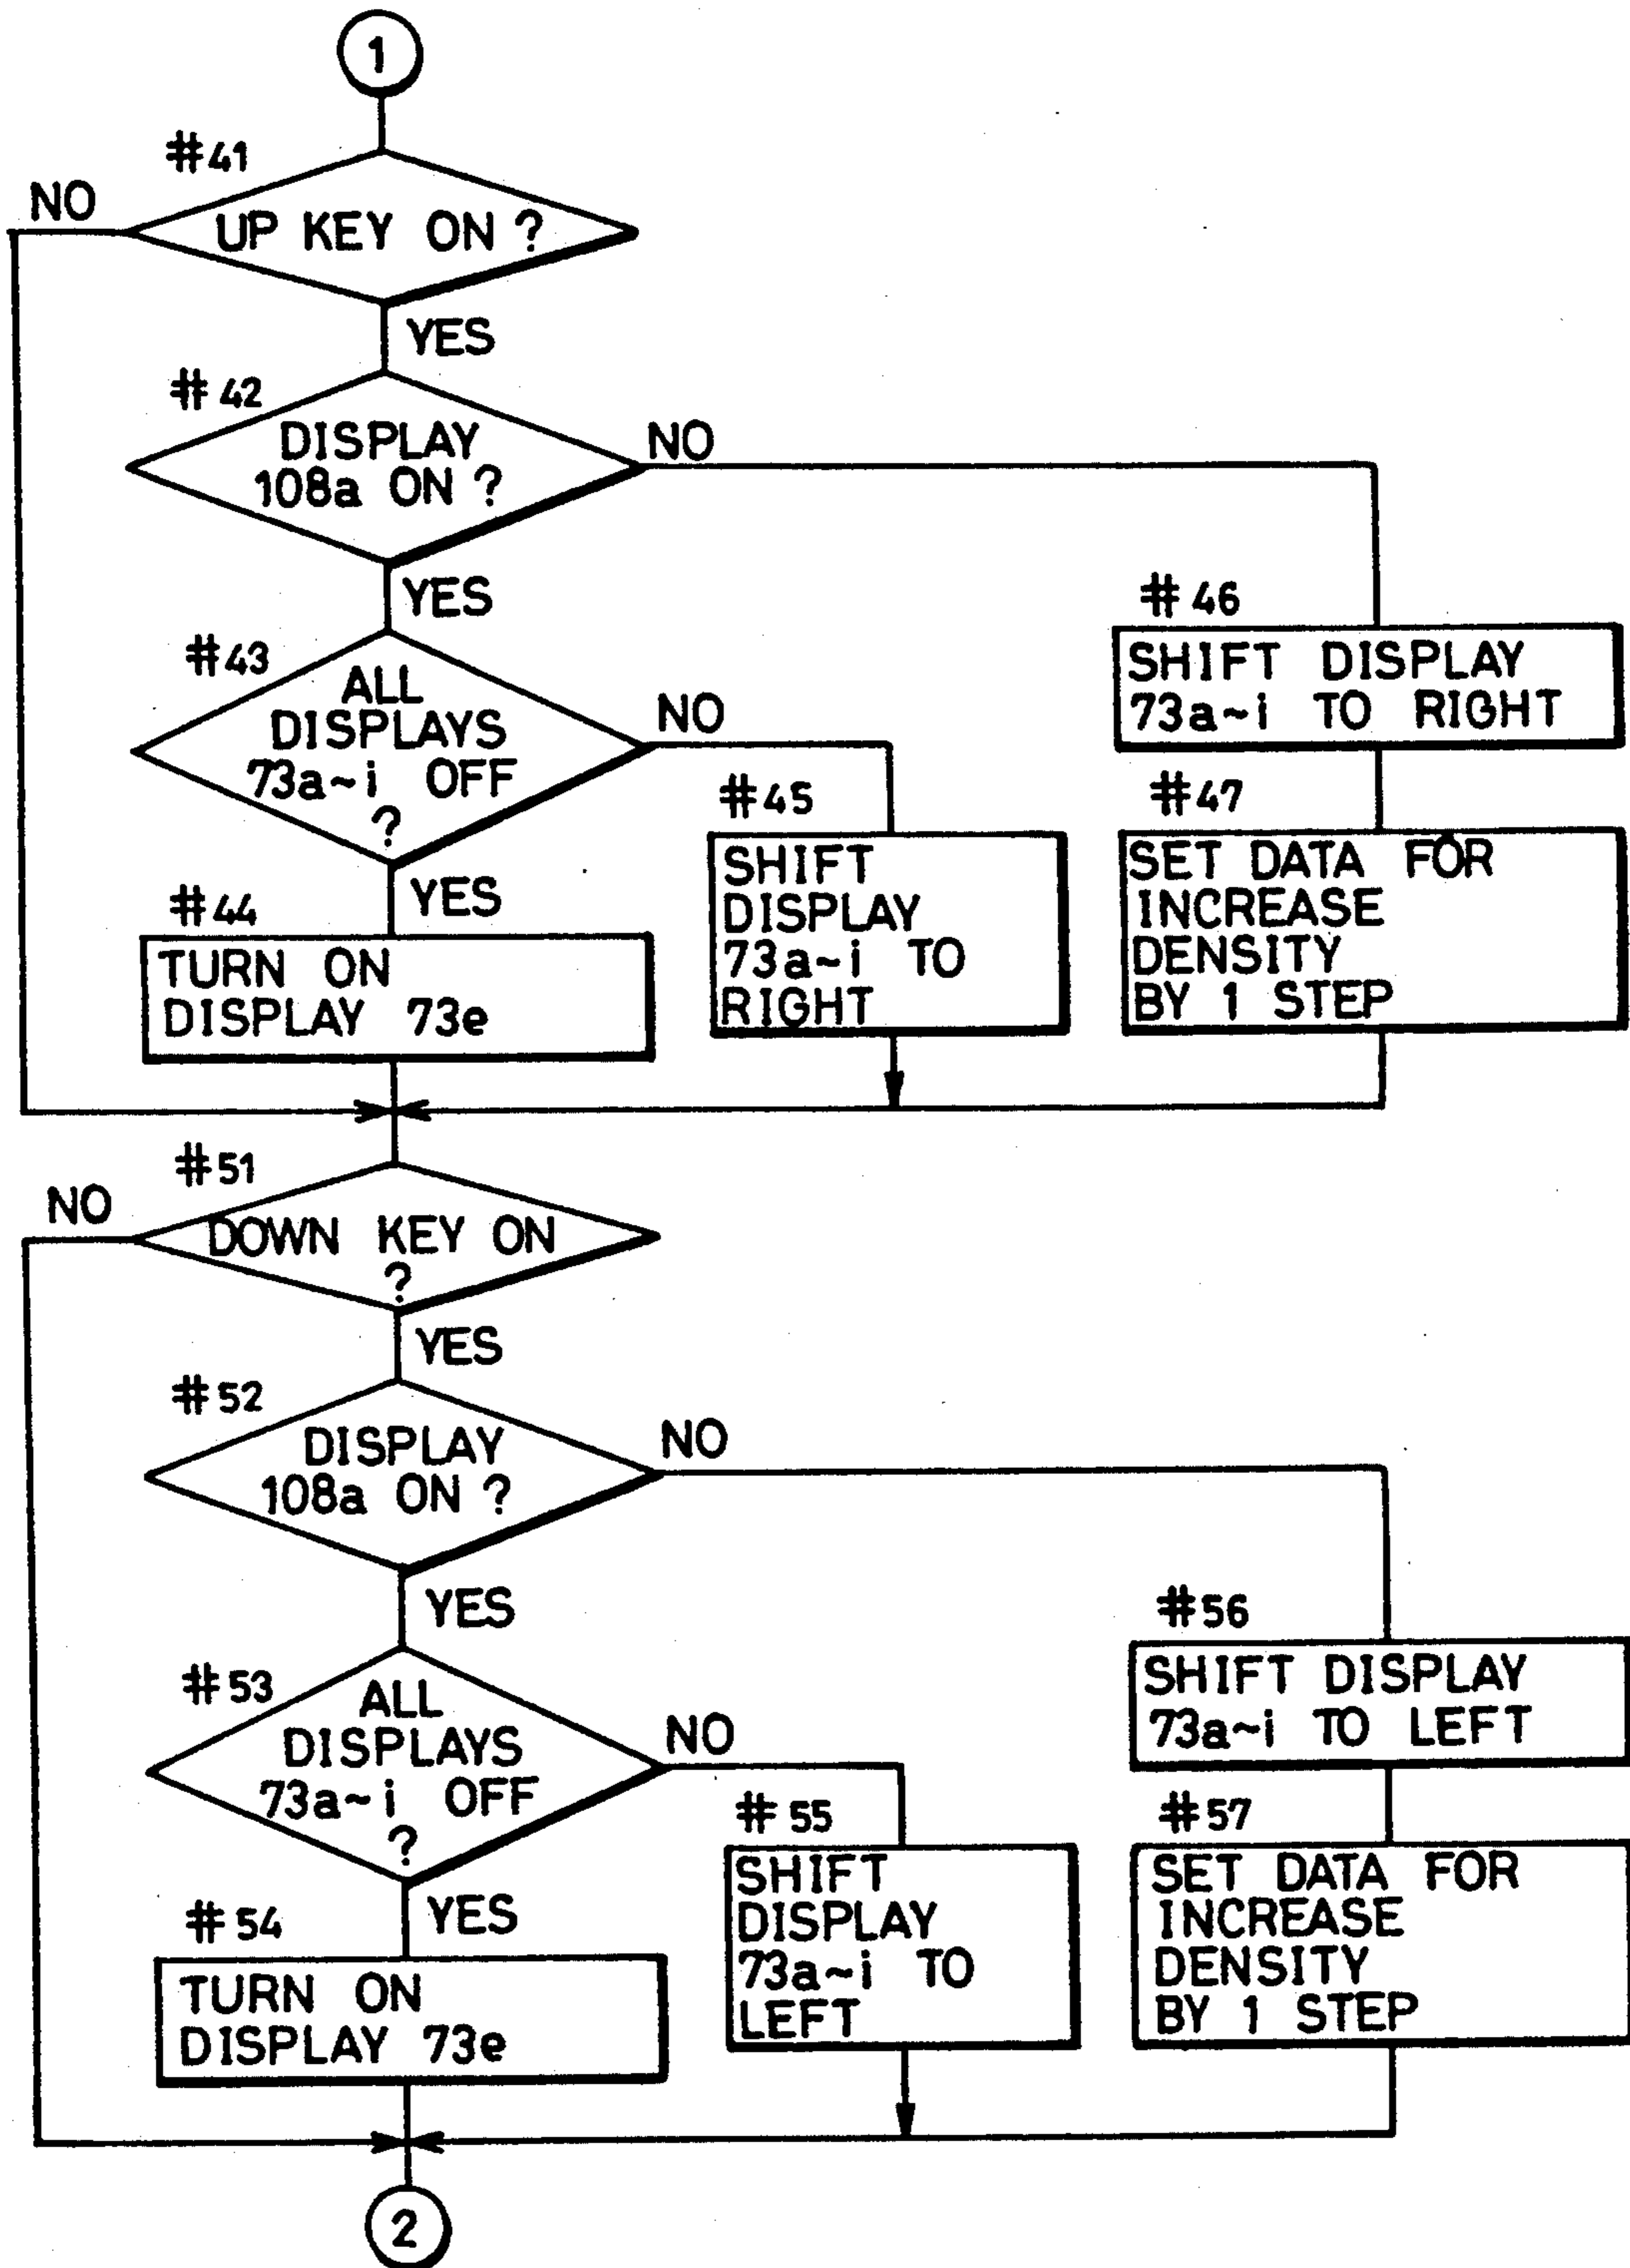 1
#41
NO
UP KEY ON ?
YES
#42
DISPLAY
108a ON ?
NO
YES
#43
ALL
DISPLAYS
73a~i OFF
?
NO
YES
#44
TURN ON
DISPLAY 73e
#45
SHIFT
DISPLAY
73a~i TO
RIGHT
#46
SHIFT DISPLAY
73a~i TO RIGHT
#47
SET DATA FOR
INCREASE
DENSITY
BY 1 STEP
#51
NO
DOWN KEY ON
?
YES
#52
DISPLAY
108a ON ?
NO
YES
#53
ALL
DISPLAYS
73a~i OFF
?
NO
YES
#54
TURN ON
DISPLAY 73e
#55
SHIFT
DISPLAY
73a~i TO
LEFT
#56
SHIFT DISPLAY
73a~i TO LEFT
#57
SET DATA FOR
INCREASE
DENSITY
BY 1 STEP
2